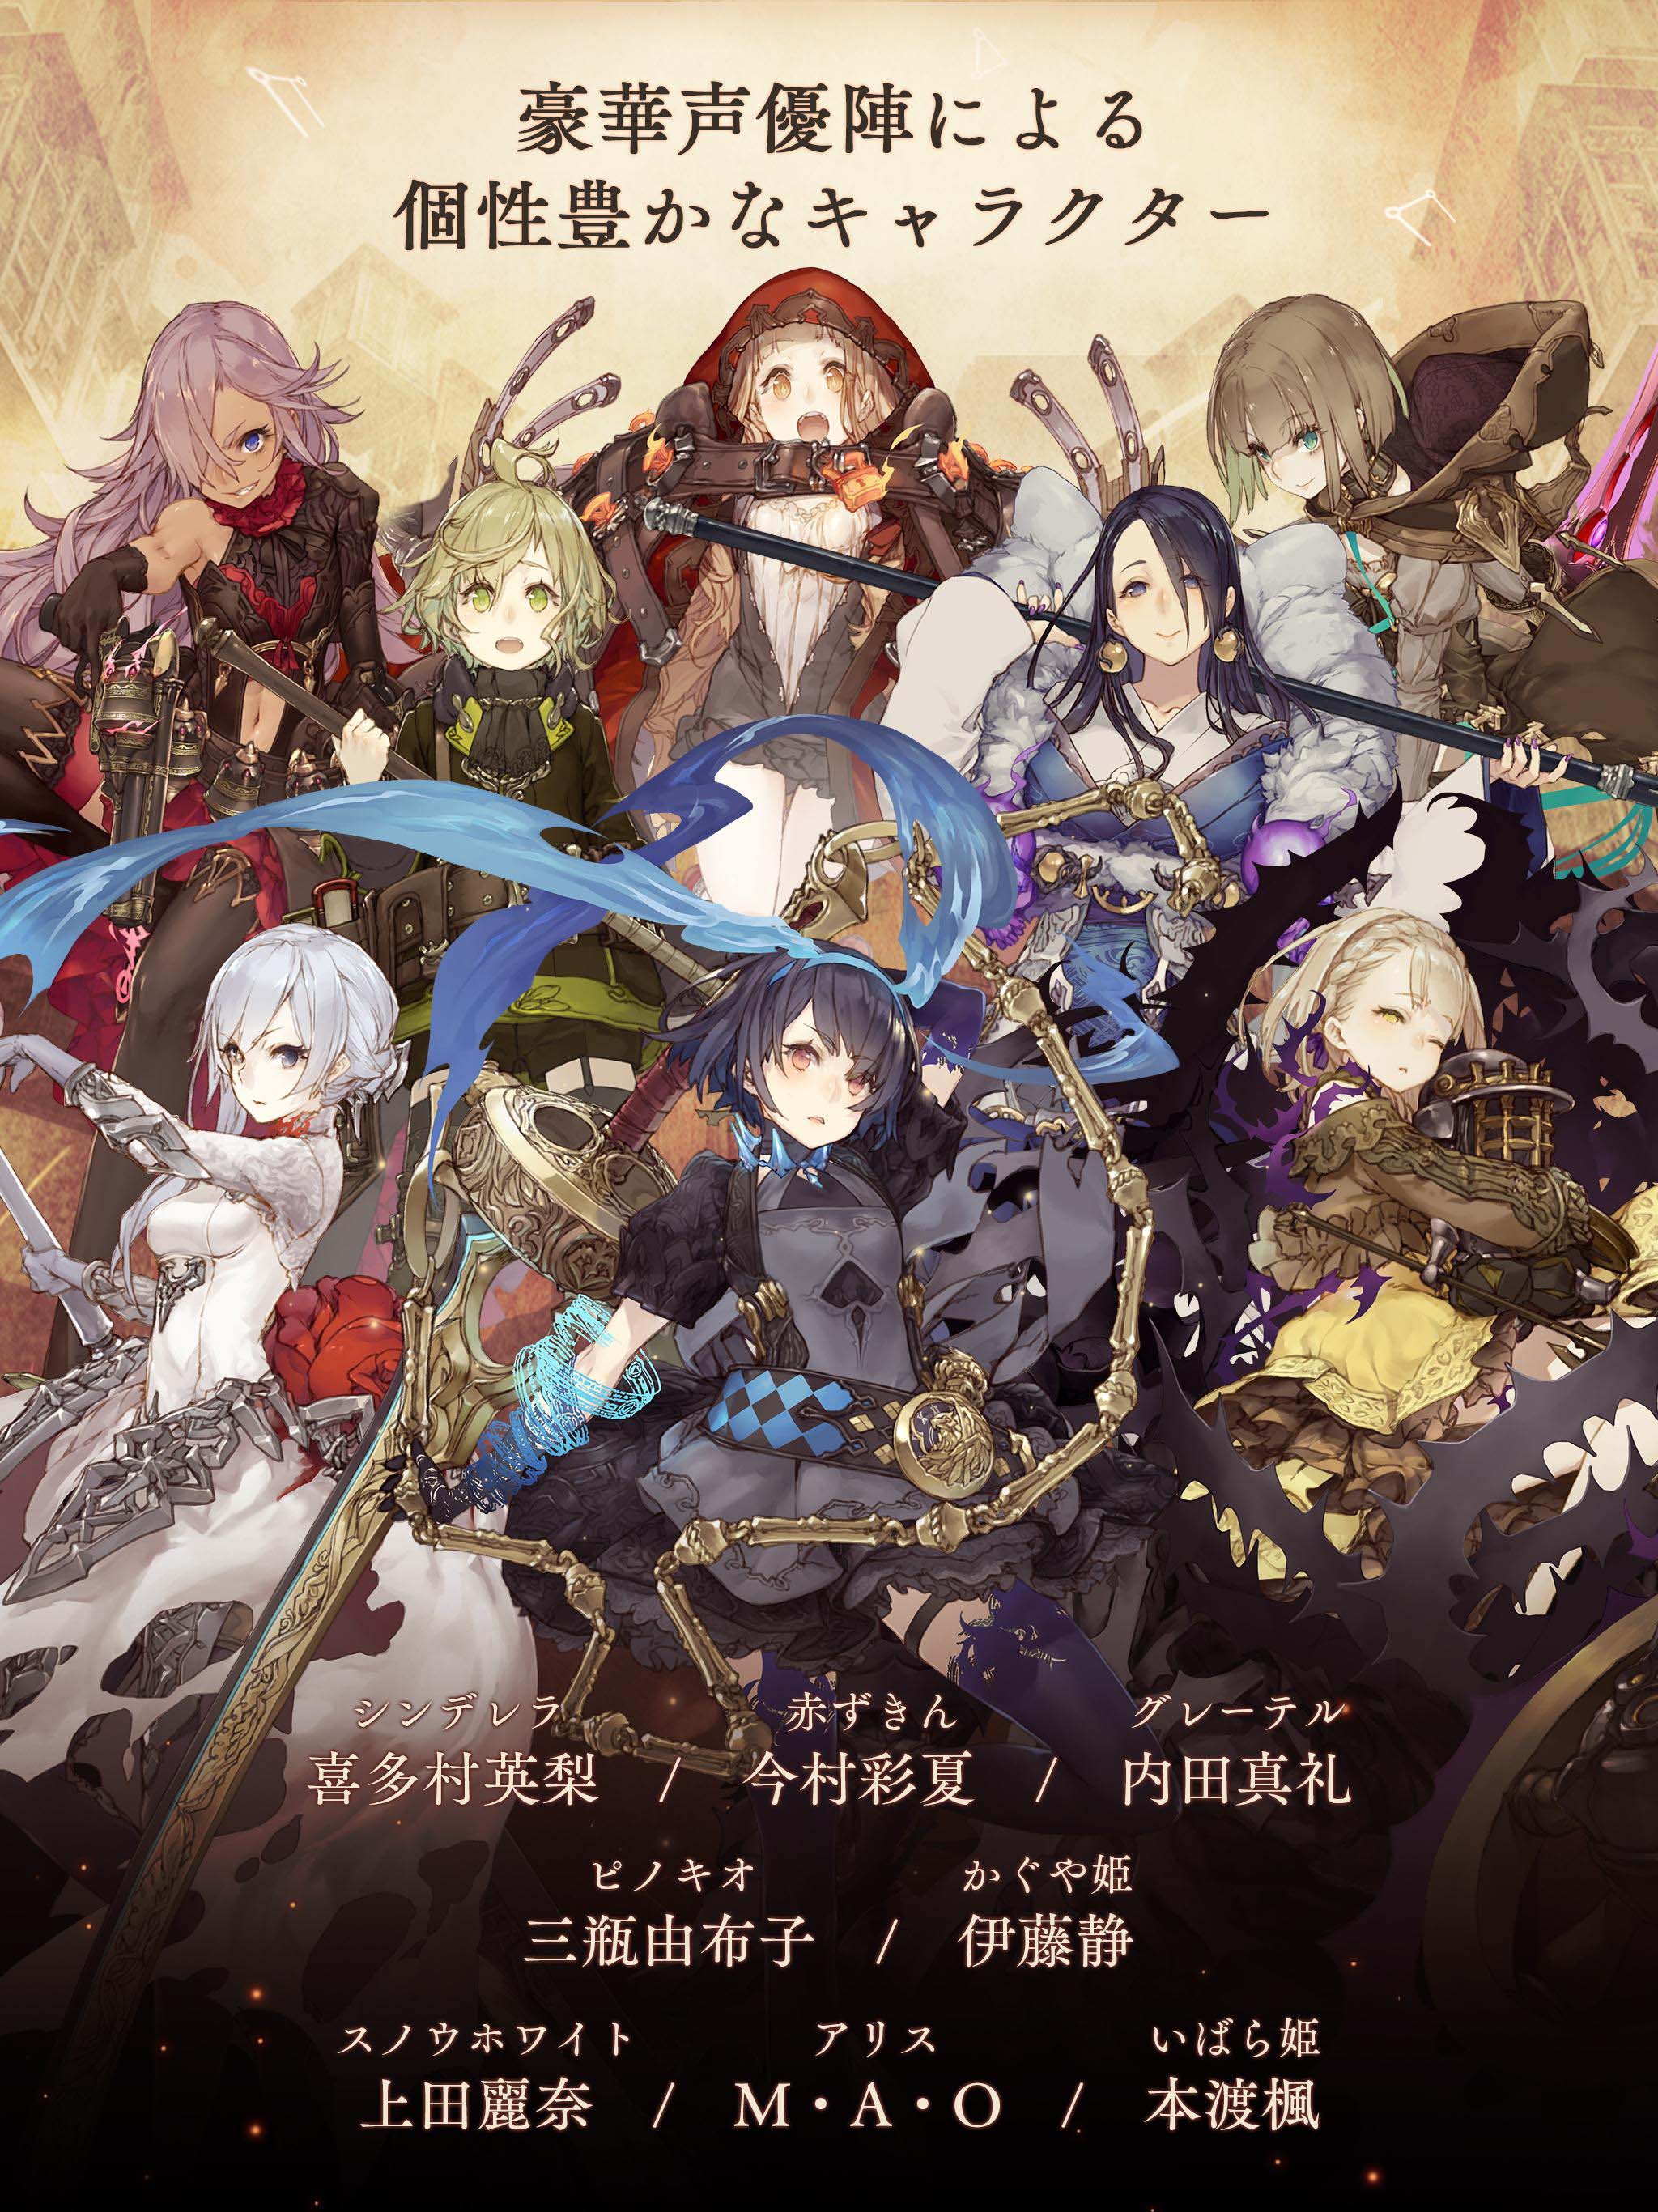 豪華声優陣による
個性豊かなキャラクター
シンデレラ 赤ずきん グレーテル
喜多村英梨 / 今村彩夏 / 内田真礼
ピノキオ かぐや姫
三瓶由布子 / 伊藤静
スノウホワイト アリス いばら姫
上田麗奈 / M・A・O / 本渡楓